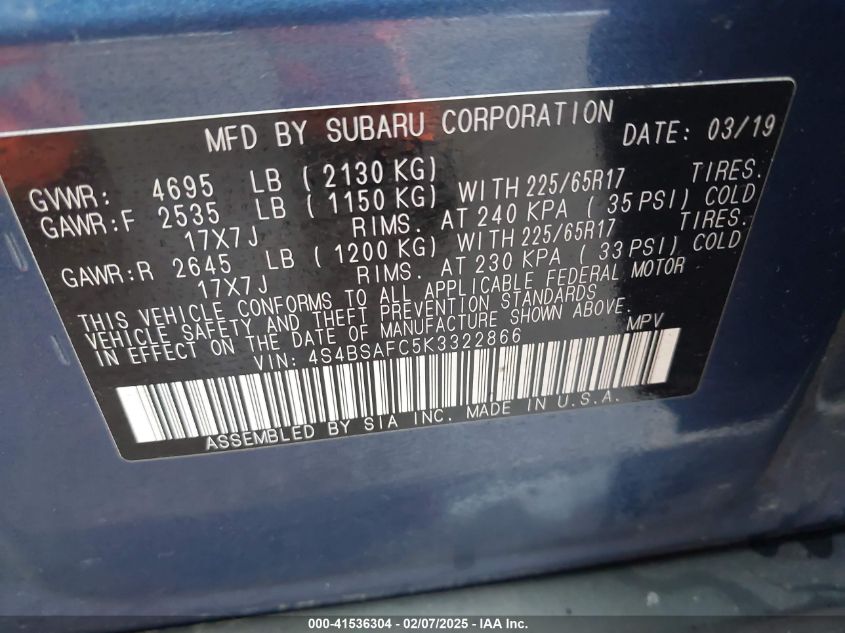 MFD BY SUBARU CORPORATION DATE: 03/19
GVWR: 4695 LB ( 2130 KG)
GAWR:F 2535 LB ( 1150 KG) WITH 225/65R17 TIRES.
17X7J RIMS. AT 240 KPA ( 35 PSI) COLD
GAWR:R 2645 LB ( 1200 KG) WITH 225/65R17 TIRES.
17X7J RIMS. AT 230 KPA ( 33 PSI) COLD
THIS VEHICLE CONFORMS TO ALL APPLICABLE FEDERAL MOTOR
VEHICLE SAFETY AND THEFT PREVENTION STANDARDS
IN EFFECT ON THE DATE OF MANUFACTURE SHOWN ABOVE.
VIN: 4S4BSAFC5K3322866 MPV
ASSEMBLED BY SIA INC. MADE IN U.S.A.
000-41536304 - 02/07/2025 - IAA Inc.